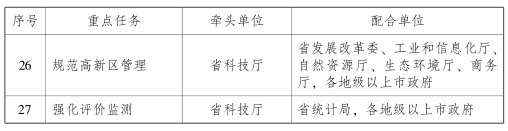 序号 重点任务 牵头单位 配合单位
26 规范高新区管理 省科技厅 省发展改革委、工业和信息化厅、
自然资源厅、生态环境厅、商务
厅，各地级以上市政府
27 强化评价监测 省科技厅 省统计局，各地级以上市政府